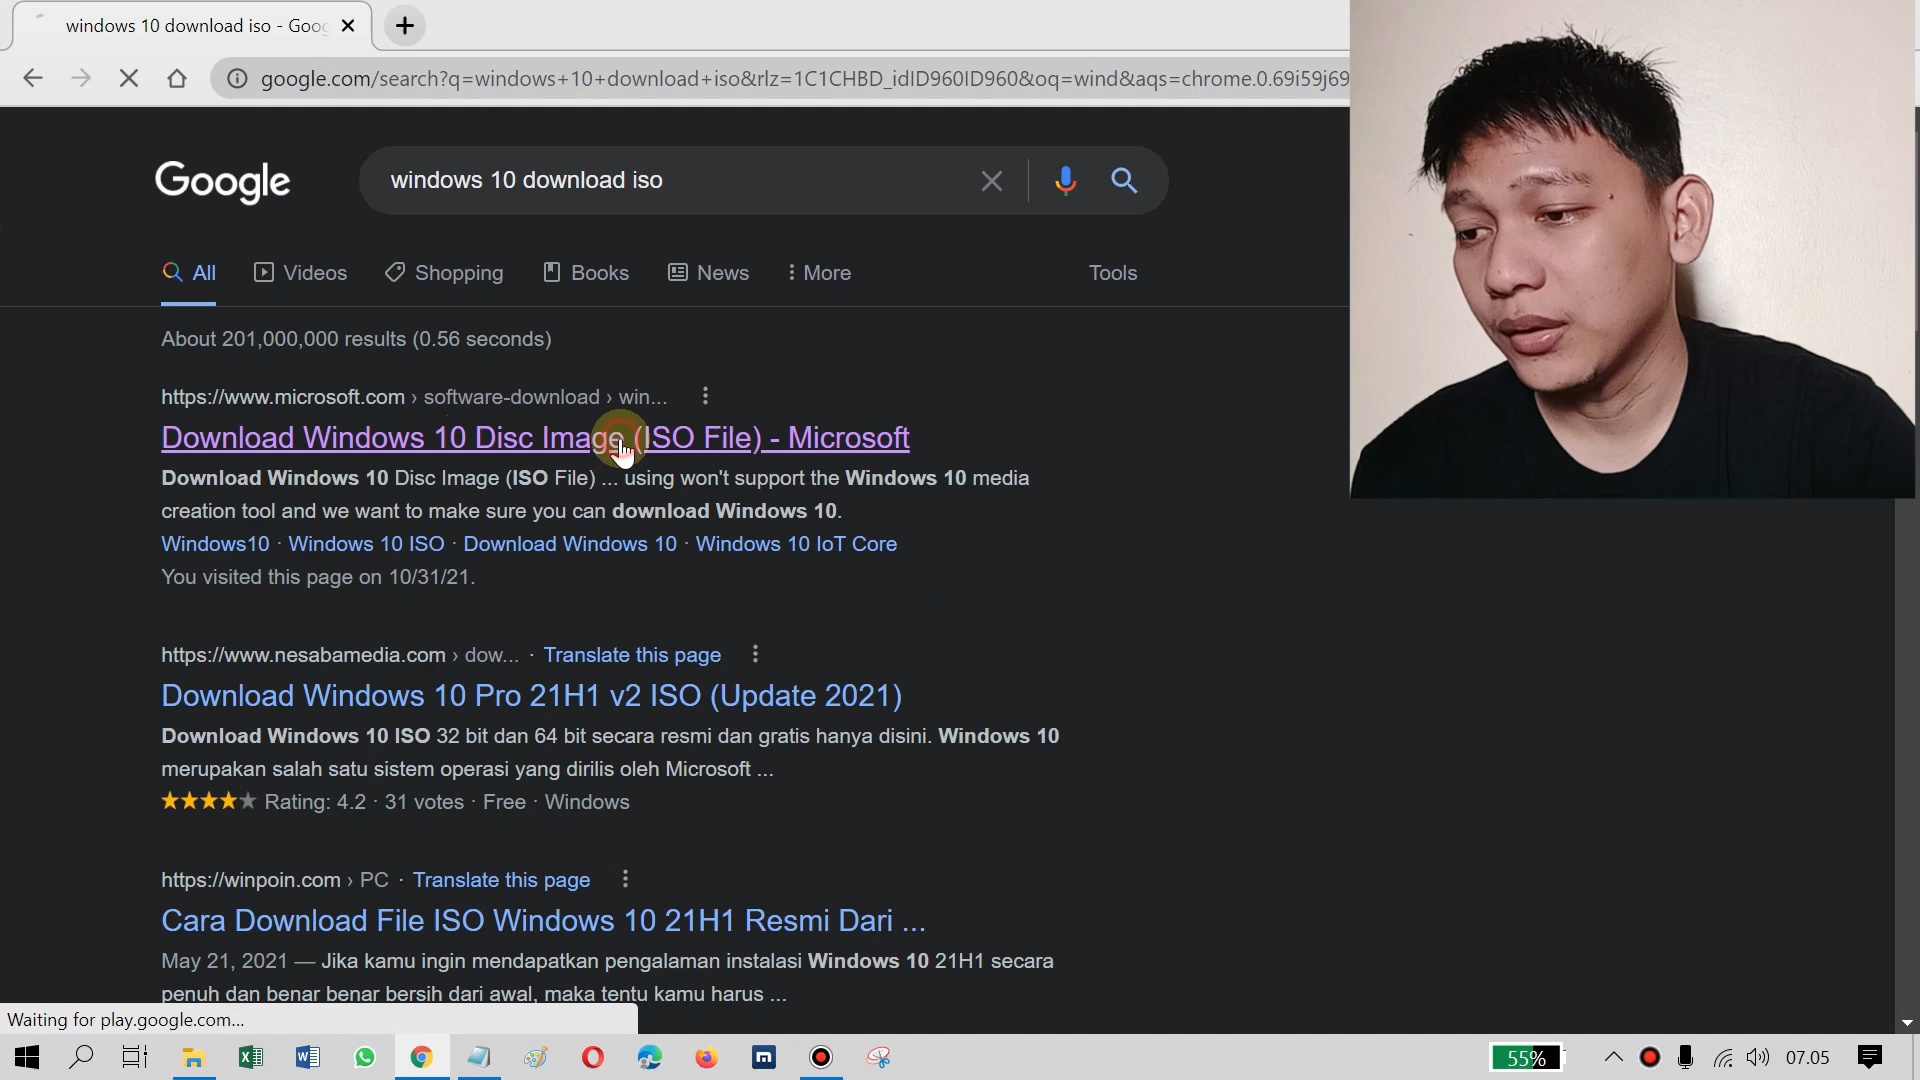 windows 10 download iso - Goog
google.com/search?q=windows+10+download+iso&rlz=1C1CHBD_idID960ID960&oq=wind&aqs=chrome.0.69i59j69
Google
windows 10 download iso
All Videos Shopping Books News More Tools
About 201,000,000 results (0.56 seconds)
https://www.microsoft.com › software-download › win...
Download Windows 10 Disc Image (ISO File) - Microsoft
Download Windows 10 Disc Image (ISO File) ... using won't support the Windows 10 media
creation tool and we want to make sure you can download Windows 10.
Windows10 · Windows 10 ISO · Download Windows 10 · Windows 10 IoT Core
You visited this page on 10/31/21.
https://www.nesabamedia.com › dow... · Translate this page
Download Windows 10 Pro 21H1 v2 ISO (Update 2021)
Download Windows 10 ISO 32 bit dan 64 bit secara resmi dan gratis hanya disini. Windows 10
merupakan salah satu sistem operasi yang dirilis oleh Microsoft ...
Rating: 4.2 · 31 votes · Free · Windows
https://winpoin.com › PC · Translate this page
Cara Download File ISO Windows 10 21H1 Resmi Dari ...
May 21, 2021 — Jika kamu ingin mendapatkan pengalaman instalasi Windows 10 21H1 secara
penuh dan benar benar bersih dari awal, maka tentu kamu harus ...
Waiting for play.google.com...
55% 07.05